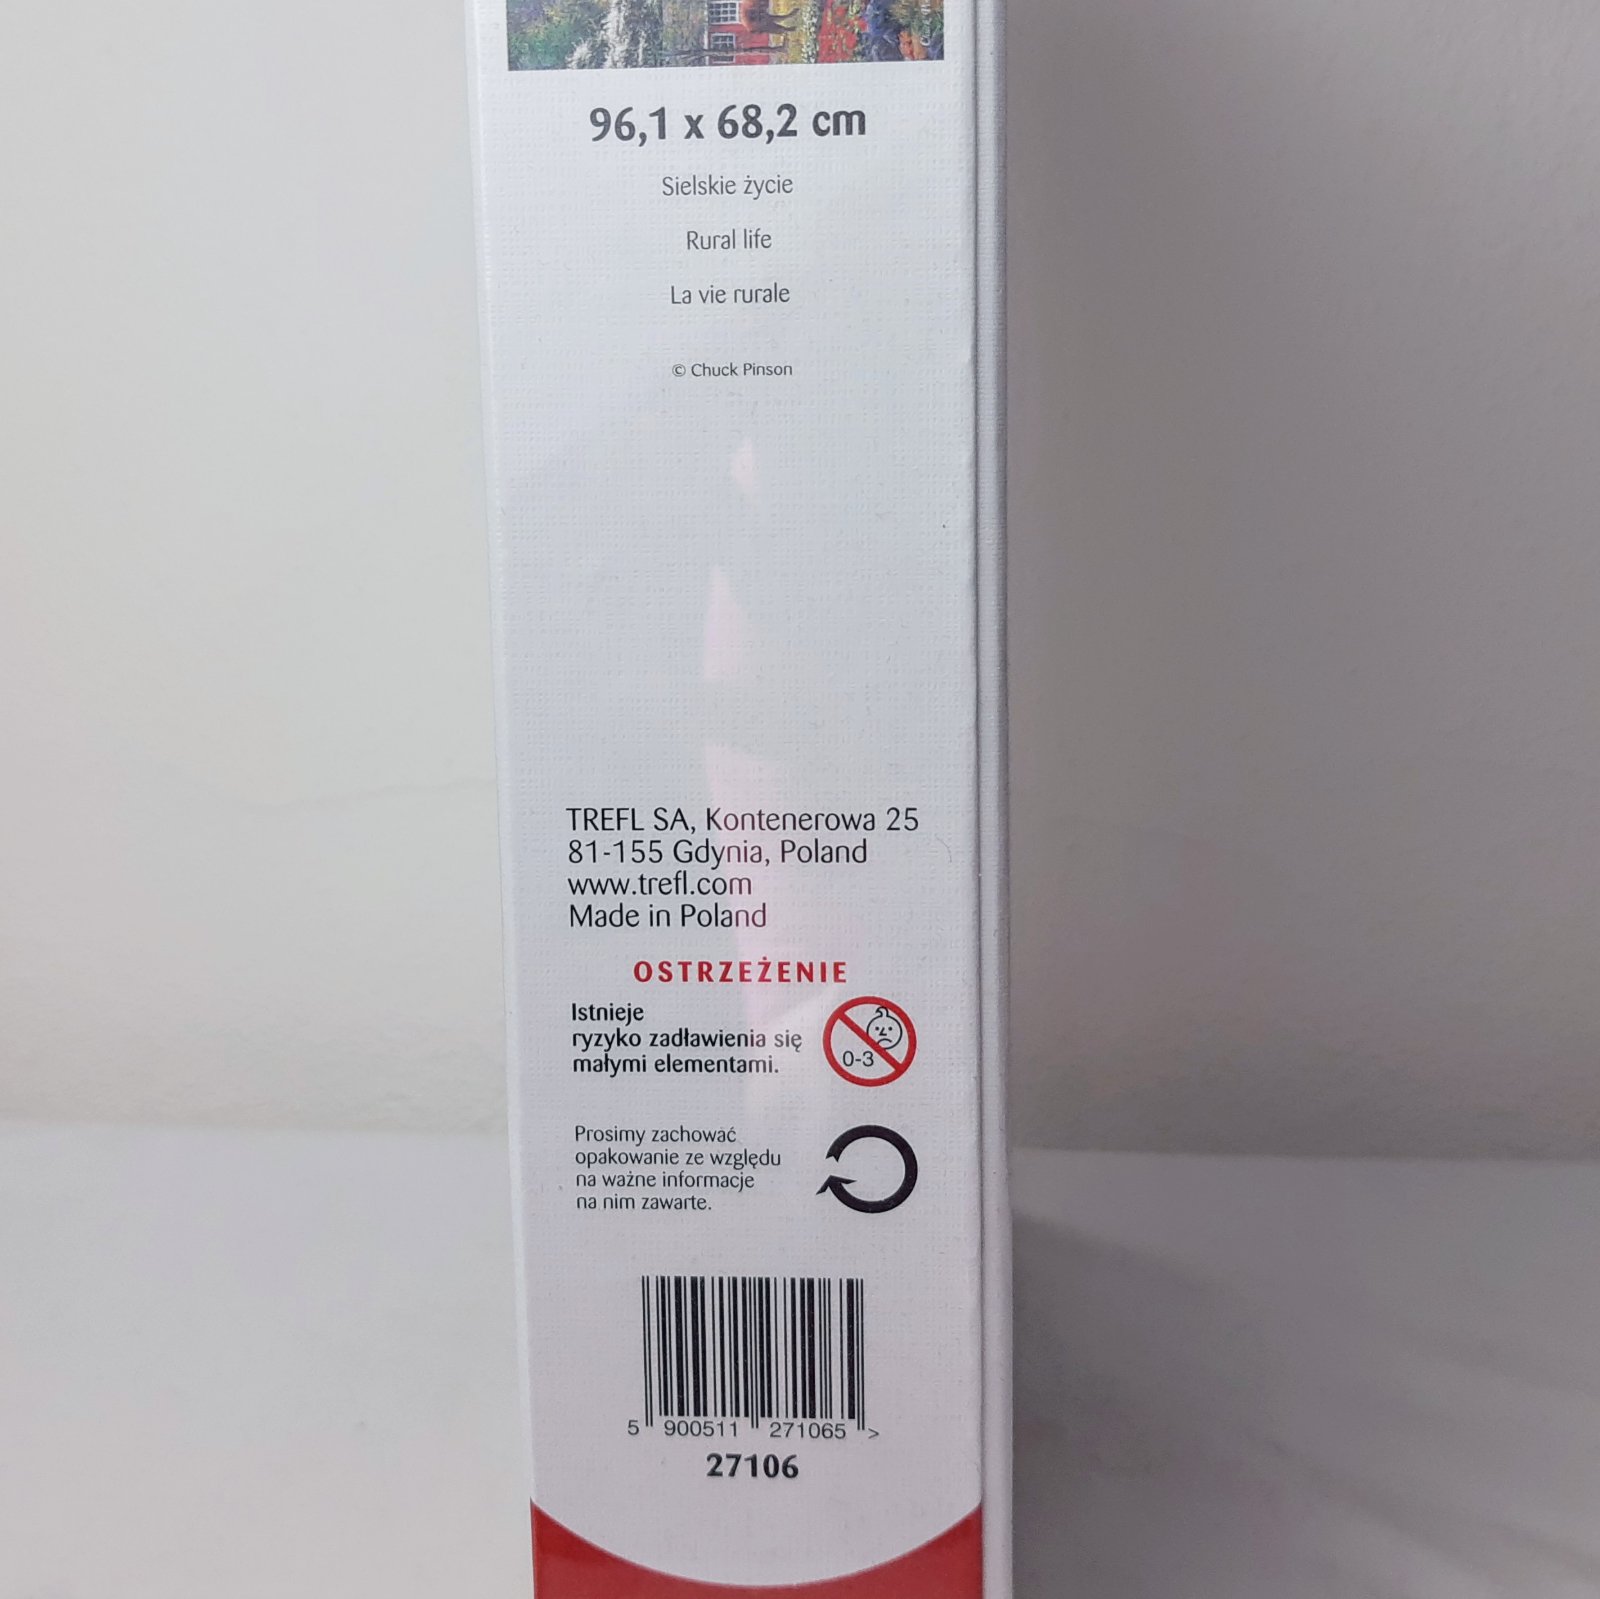 96,1 x 68,2 cm
Sielskie życie
Rural life
La vie rurale
© Chuck Pinson
TREFL SA, Kontenerowa 25
81-155 Gdynia, Poland
www.trefl.com
Made in Poland
OSTRZEŻENIE
Istnieje
ryzyko zadławienia się
małymi elementami.
0-3
Prosimy zachować
opakowanie ze względu
na ważne informacje
na nim zawarte.
5 900511 271065 >
27106